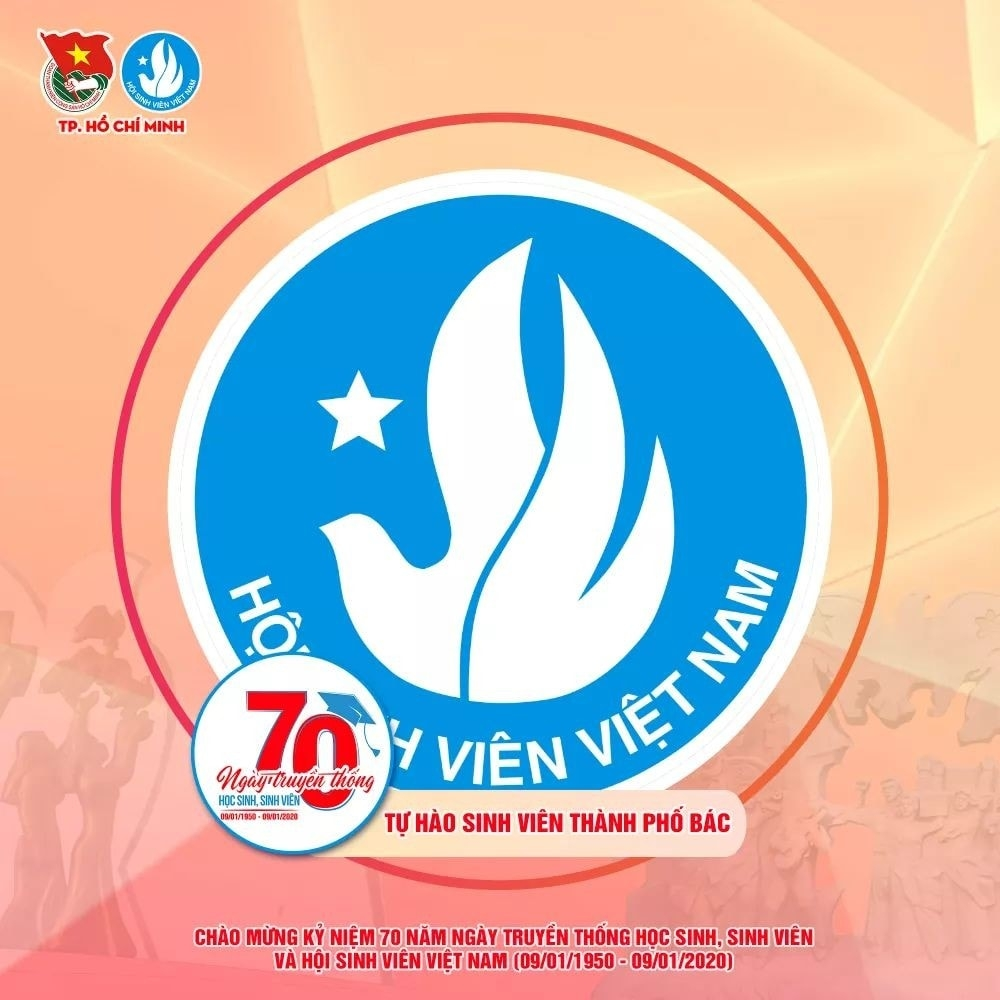 HỘI SINH VIÊN VIỆT NAM
TP. HỒ CHÍ MINH
HỘ H VIÊN VIỆT NAM
70
Ngày truyền thống
HỌC SINH, SINH VIÊN
09/01/1950 - 09/01/2020
TỰ HÀO SINH VIÊN THÀNH PHỐ BÁC
CHÀO MỪNG KỶ NIỆM 70 NĂM NGÀY TRUYỀN THỐNG HỌC SINH, SINH VIÊN
VÀ HỘI SINH VIÊN VIỆT NAM (09/01/1950 - 09/01/2020)